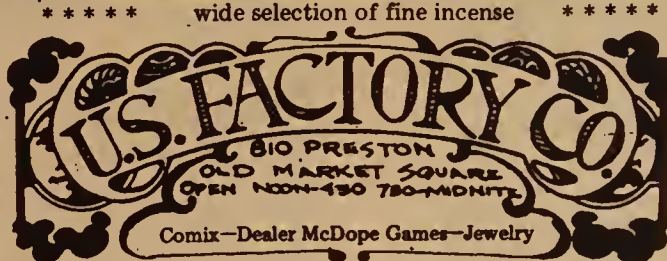 * * * * * wide selection of fine incense * * * * *
U.S. FACTORY CO.
810 PRESTON
OLD MARKET SQUARE
OPEN NOON-430 730-MIDNITE
Comix—Dealer McDope Games—Jewelry